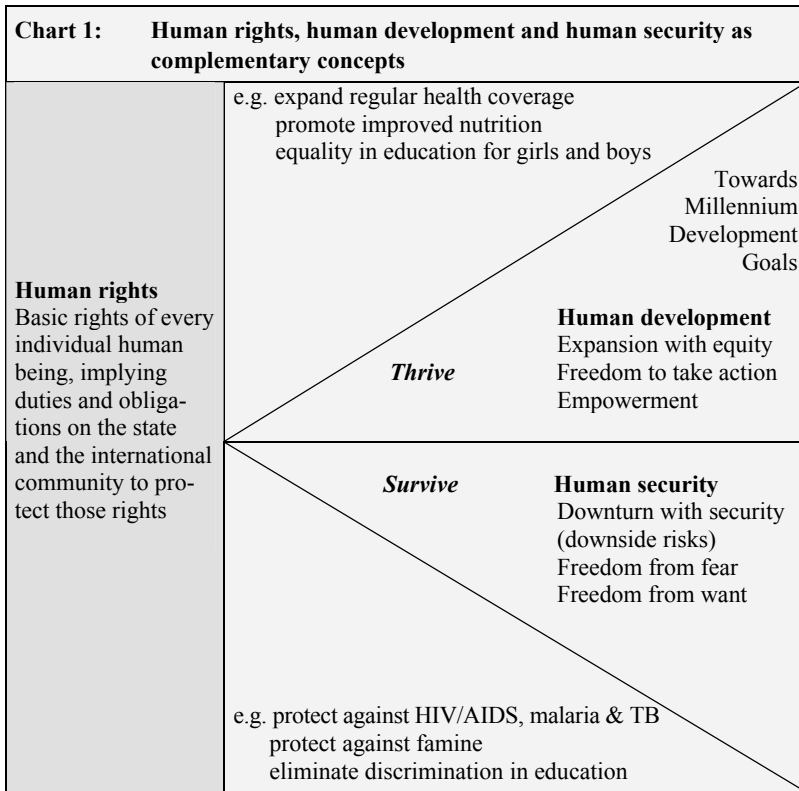 Chart 1: Human rights, human development and human security as
complementary concepts
e.g. expand regular health coverage
promote improved nutrition
equality in education for girls and boys
Towards
Millennium
Development
Goals
Human rights
Basic rights of every
individual human
being, implying
duties and obliga-
tions on the state
and the international
community to pro-
tect those rights
Thrive
Human development
Expansion with equity
Freedom to take action
Empowerment
Survive
Human security
Downturn with security
(downside risks)
Freedom from fear
Freedom from want
e.g. protect against HIV/AIDS, malaria & TB
protect against famine
eliminate discrimination in education